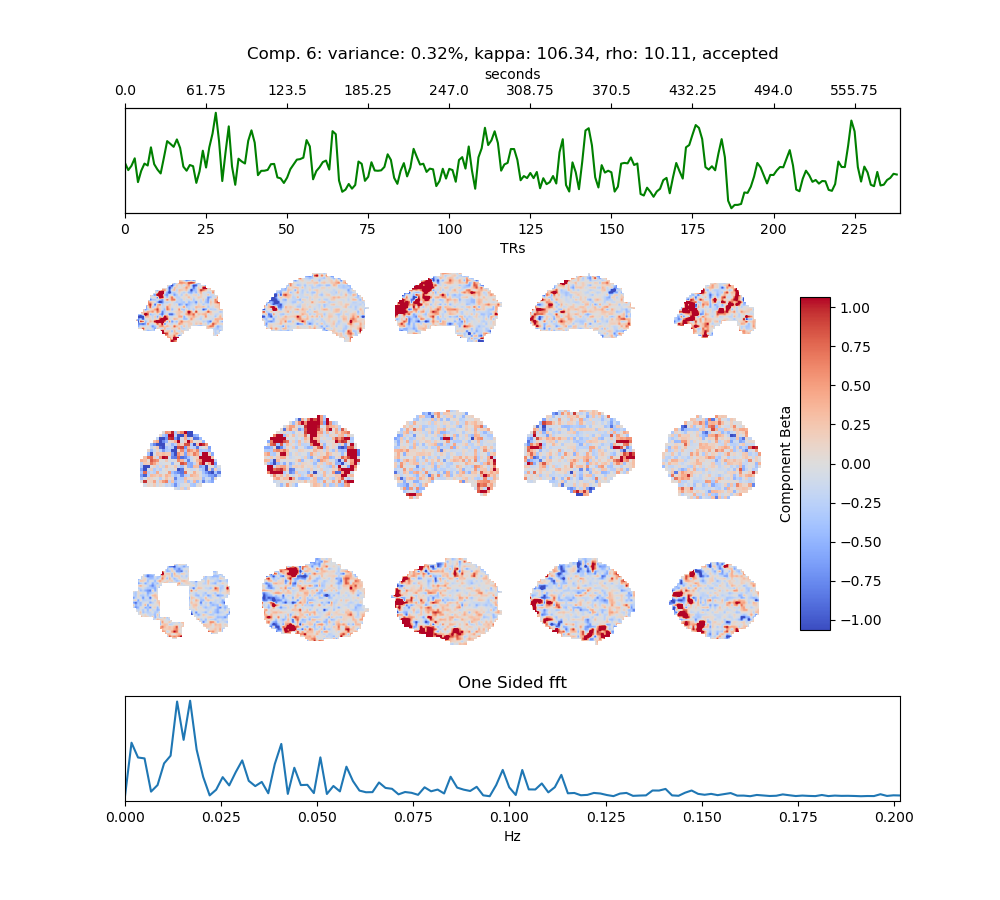 Comp. 6: variance: 0.32%, kappa: 106.34, rho: 10.11, accepted
seconds
0.0 61.75 123.5 185.25 247.0 308.75 370.5 432.25 494.0 555.75
0 25 50 75 100 125 150 175 200 225
TRs
1.00
0.75
0.50
0.25
0.00
−0.25
−0.50
−0.75
−1.00
Component Beta
One Sided fft
0.000 0.025 0.050 0.075 0.100 0.125 0.150 0.175 0.200
Hz